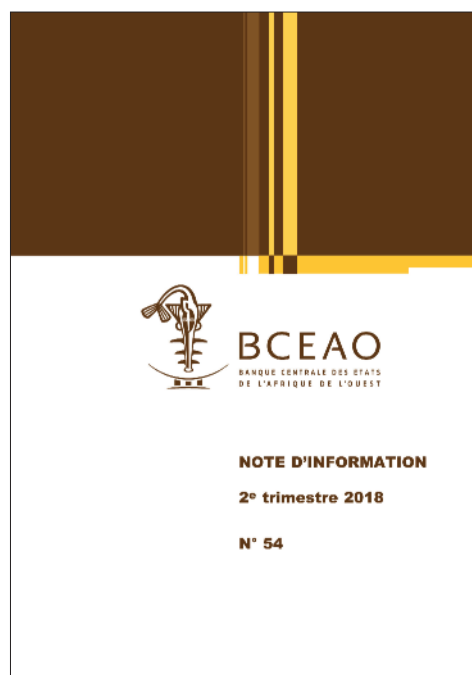 BCEAO
BANQUE CENTRALE DES ETATS
DE L'AFRIQUE DE L'OUEST
NOTE D'INFORMATION
2e trimestre 2018
N° 54